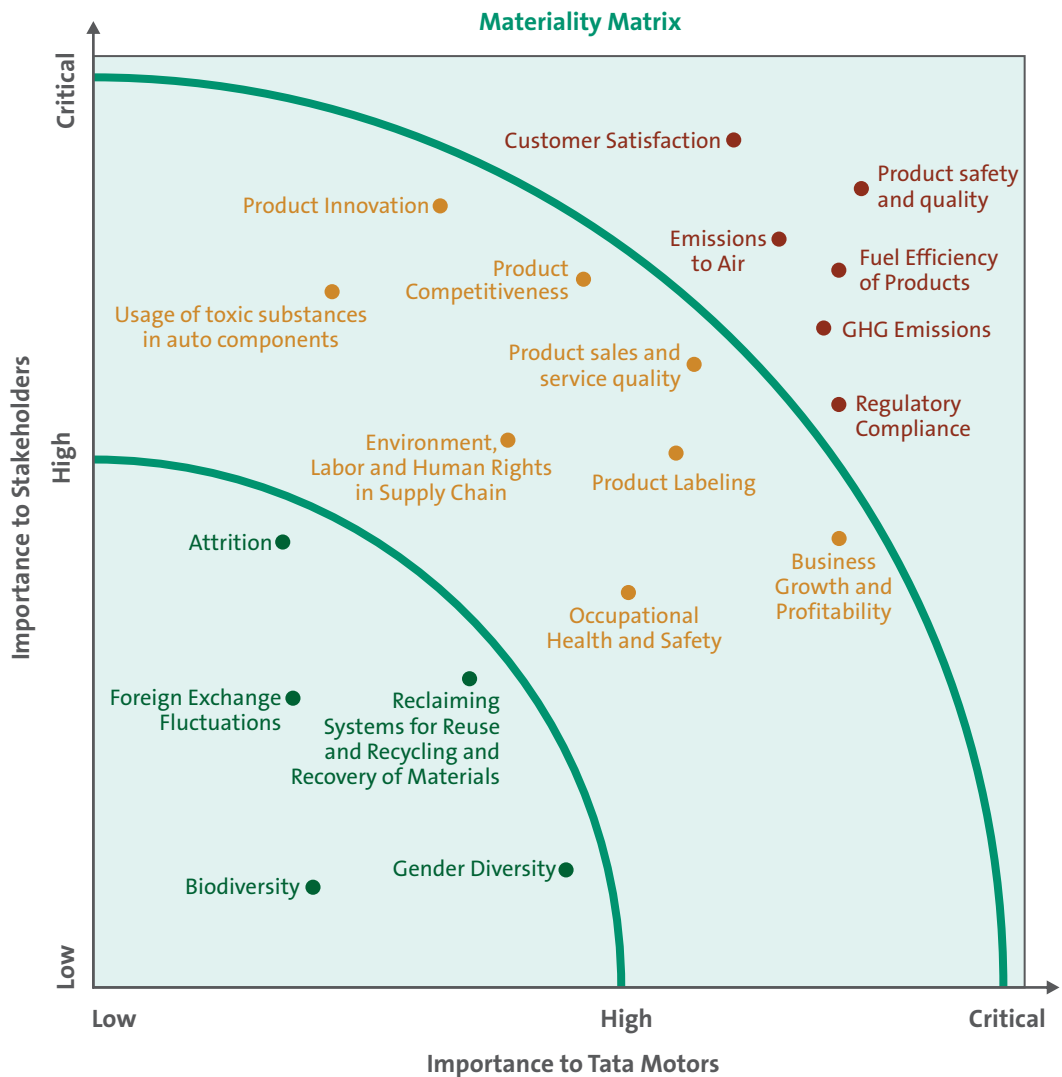 Materiality Matrix
Critical
Customer Satisfaction
Product safety
and quality
Product Innovation
Emissions
to Air
Fuel Efficiency
of Products
Product
Competitiveness
Usage of toxic substances
in auto components
GHG Emissions
Product sales and
service quality
Regulatory
Compliance
High
Environment,
Labor and Human Rights
in Supply Chain
Product Labeling
Importance to Stakeholders
Attrition
Business
Growth and
Profitability
Occupational
Health and Safety
Foreign Exchange
Fluctuations
Reclaiming
Systems for Reuse
and Recycling and
Recovery of Materials
Gender Diversity
Biodiversity
Low
Low
High
Critical
Importance to Tata Motors